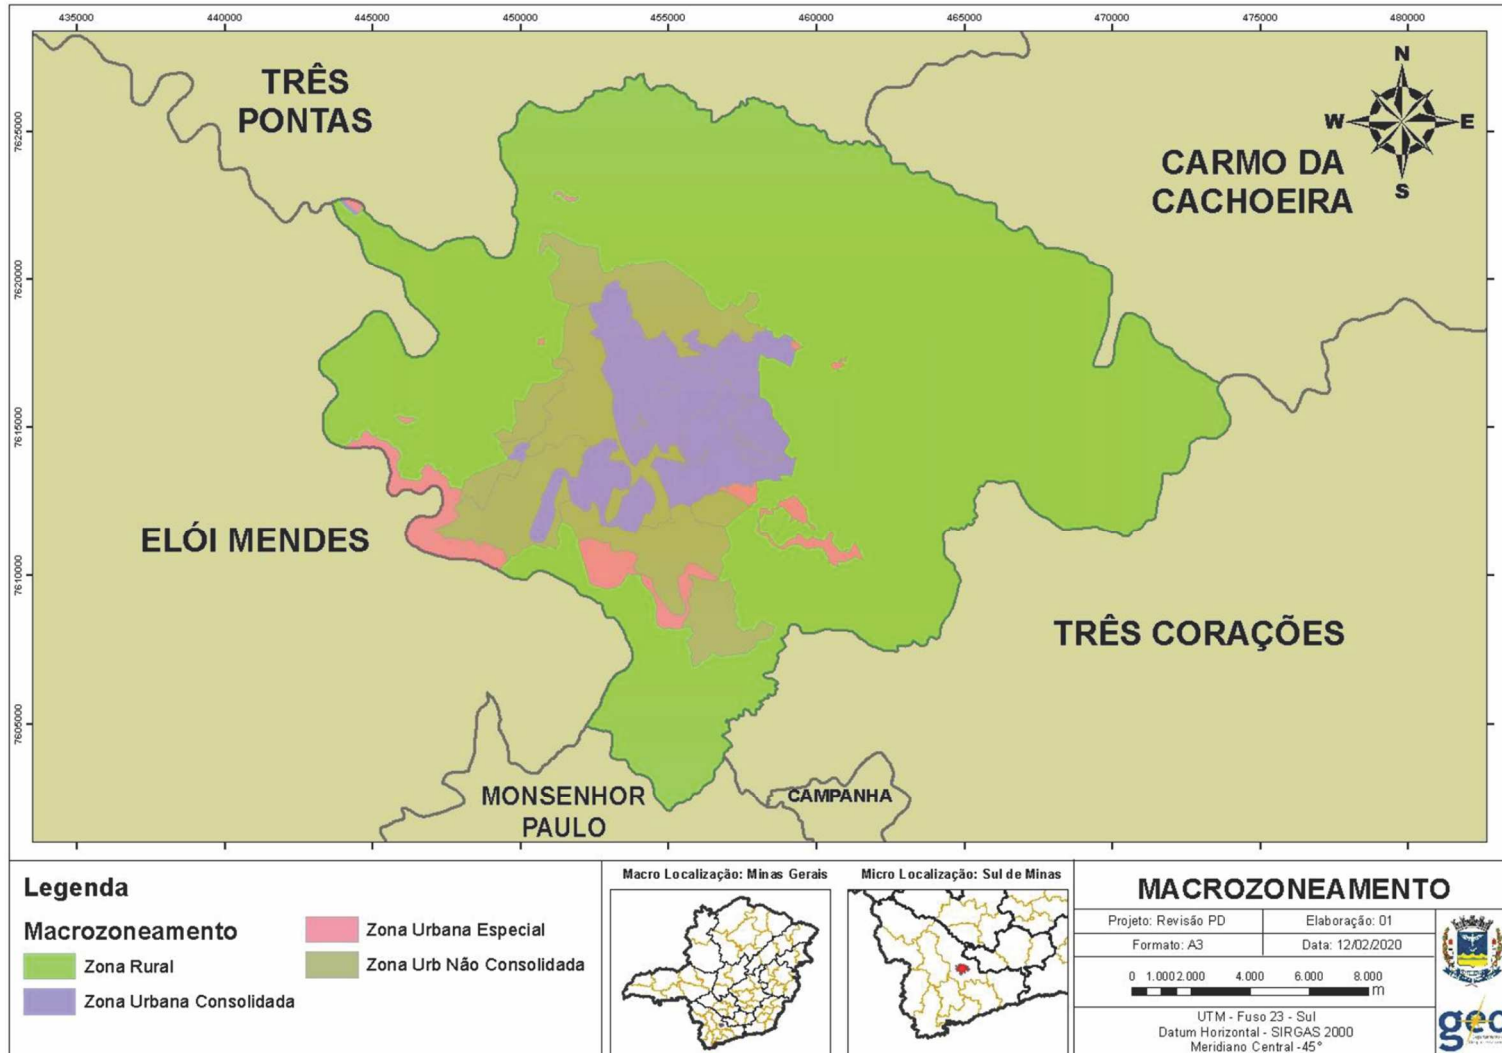 435000 440000 445000 450000 455000 460000 465000 470000 475000 480000
7625000
7620000
7615000
7610000
7605000
TRÊS
PONTAS
N
W E
S
CARMO DA
CACHOEIRA
ELÓI MENDES
TRÊS CORAÇÕES
MONSENHOR
PAULO
CAMPANHA
Legenda
Macrozoneamento
Zona Rural
Zona Urbana Consolidada
Zona Urbana Especial
Zona Urb Não Consolidada
Macro Localização: Minas Gerais
Micro Localização: Sul de Minas
MACROZONEAMENTO
Projeto: Revisão PD
Elaboração: 01
Formato: A3
Data: 12/02/2020
0 1.000 2.000 4.000 6.000 8.000
m
UTM - Fuso 23 - Sul
Datum Horizontal - SIRGAS 2000
Meridiano Central -45°
geo